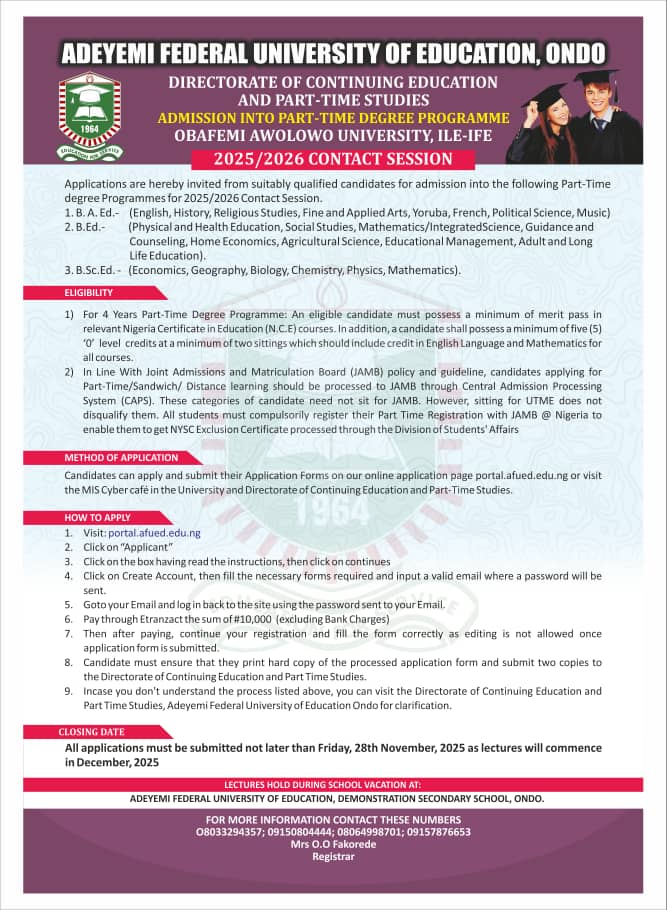 ADEYEMI FEDERAL UNIVERSITY OF EDUCATION, ONDO
DIRECTORATE OF CONTINUING EDUCATION
AND PART-TIME STUDIES
ADMISSION INTO PART-TIME DEGREE PROGRAMME
OBAFEMI AWOLOWO UNIVERSITY, ILE-IFE
1964
EDUCATION FOR SERVICE
2025/2026 CONTACT SESSION
Applications are hereby invited from suitably qualified candidates for admission into the following Part-Time
degree Programmes for 2025/2026 Contact Session.
1. B. A. Ed.- (English, History, Religious Studies, Fine and Applied Arts, Yoruba, French, Political Science, Music)
2. B.Ed.- (Physical and Health Education, Social Studies, Mathematics/IntegratedScience, Guidance and
Counseling, Home Economics, Agricultural Science, Educational Management, Adult and Long
Life Education).
3. B.Sc.Ed. - (Economics, Geography, Biology, Chemistry, Physics, Mathematics).
ELIGIBILITY
1) For 4 Years Part-Time Degree Programme: An eligible candidate must possess a minimum of merit pass in
relevant Nigeria Certificate in Education (N.C.E) courses. In addition, a candidate shall possess a minimum of five (5)
'0' level credits at a minimum of two sittings which should include credit in English Language and Mathematics for
all courses.
2) In Line With Joint Admissions and Matriculation Board (JAMB) policy and guideline, candidates applying for
Part-Time/Sandwich/ Distance learning should be processed to JAMB through Central Admission Processing
System (CAPS). These categories of candidate need not sit for JAMB. However, sitting for UTME does not
disqualify them. All students must compulsorily register their Part Time Registration with JAMB @ Nigeria to
enable them to get NYSC Exclusion Certificate processed through the Division of Students' Affairs
METHOD OF APPLICATION
Candidates can apply and submit their Application Forms on our online application page portal.afued.edu.ng or visit
the MIS Cyber café in the University and Directorate of Continuing Education and Part-Time Studies.
1964
HOW TO APPLY
1. Visit: portal.afued.edu.ng
2. Click on “Applicant”
3. Click on the box having read the instructions, then click on continues
4. Click on Create Account, then fill the necessary forms required and input a valid email where a password will be
sent.
5. Goto your Email and log in back to the site using the password sent to your Email.
6. Pay through Etranzact the sum of #10,000 (excluding Bank Charges)
7. Then after paying, continue your registration and fill the form correctly as editing is not allowed once
application form is submitted.
8. Candidate must ensure that they print hard copy of the processed application form and submit two copies to
the Directorate of Continuing Education and Part Time Studies.
9. Incase you don't understand the process listed above, you can visit the Directorate of Continuing Education and
Part Time Studies, Adeyemi Federal University of Education Ondo for clarification.
EDUCATION FOR SERVICE
CLOSING DATE
All applications must be submitted not later than Friday, 28th November, 2025 as lectures will commence
in December, 2025
LECTURES HOLD DURING SCHOOL VACATION AT:
ADEYEMI FEDERAL UNIVERSITY OF EDUCATION, DEMONSTRATION SECONDARY SCHOOL, ONDO.
FOR MORE INFORMATION CONTACT THESE NUMBERS
O8033294357; 09150804444; 08064998701; 09157876653
Mrs O.O Fakorede
Registrar